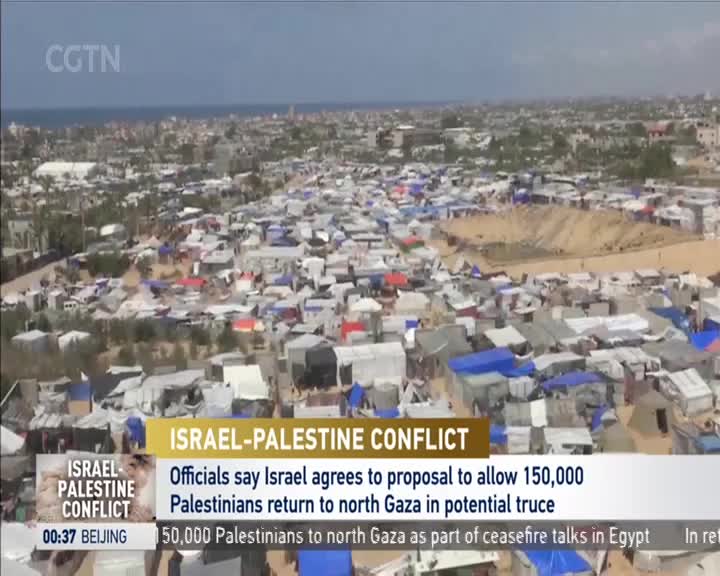 CGTN
ISRAEL-PALESTINE CONFLICT
Officials say Israel agrees to proposal to allow 150,000
Palestinians return to north Gaza in potential truce
ISRAEL-
PALESTINE
CONFLICT
00:37 BEIJING
150,000 Palestinians to north Gaza as part of ceasefire talks in Egypt In ret